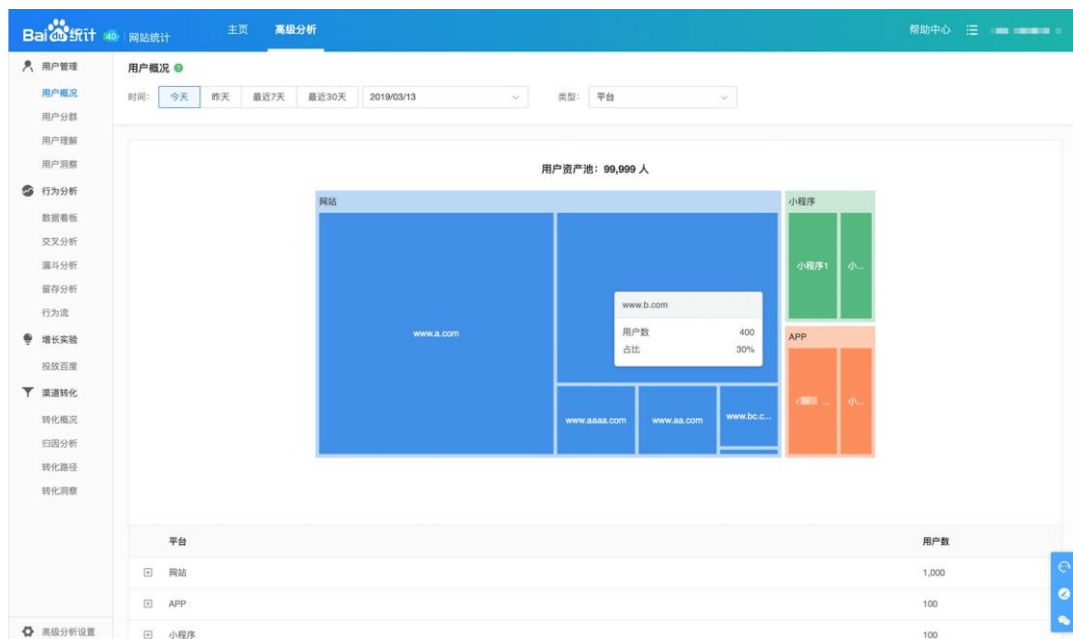 Baidu统计 4.0 网站统计 主页 高级分析 帮助中心
用户管理
用户概况
用户分群
用户理解
用户洞察
行为分析
数据看板
交叉分析
漏斗分析
留存分析
行为流
增长实验
投放百度
渠道转化
转化概况
归因分析
转化路径
转化洞察
高级分析设置
用户概况
时间： 今天 昨天 最近7天 最近30天 2019/03/13 类型： 平台
用户资产池：99,999 人
网站
www.a.com
www.b.com
用户数 400
占比 30%
www.aaaa.com
www.aa.com
www.bc.c...
小程序
小程序1
小...
APP
小...
平台 用户数
网站 1,000
APP 100
小程序 100